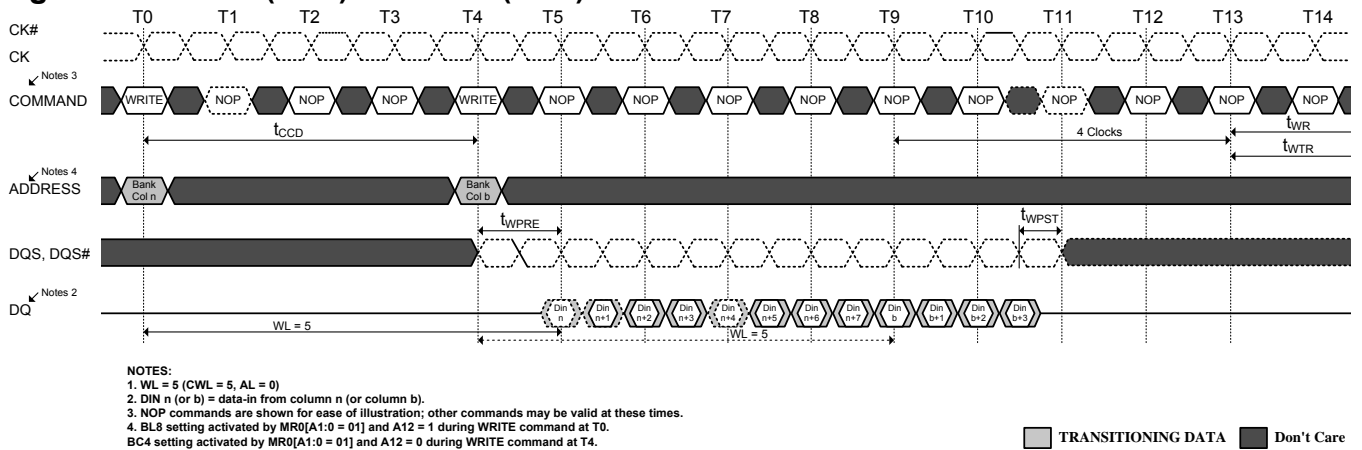 T0 T1 T2 T3 T4 T5 T6 T7 T8 T9 T10 T11 T12 T13 T14
CK#
CK
Notes 3
COMMAND WRITE NOP NOP NOP WRITE NOP NOP NOP NOP NOP NOP NOP NOP NOP NOP
tCCD 4 Clocks tWR
tWTR
Notes 4
ADDRESS Bank Col n Bank Col b
tWPRE tWPST
DQS, DQS#
Notes 2
DQ Din n Din n+1 Din n+2 Din n+3 Din n+4 Din n+5 Din n+6 Din n+7 Din b Din b+1 Din b+2 Din b+3
WL = 5 WL = 5
NOTES:
1. WL = 5 (CWL = 5, AL = 0)
2. DIN n (or b) = data-in from column n (or column b).
3. NOP commands are shown for ease of illustration; other commands may be valid at these times.
4. BL8 setting activated by MR0[A1:0 = 01] and A12 = 1 during WRITE command at T0.
BC4 setting activated by MR0[A1:0 = 01] and A12 = 0 during WRITE command at T4.
TRANSITIONING DATA Don't Care